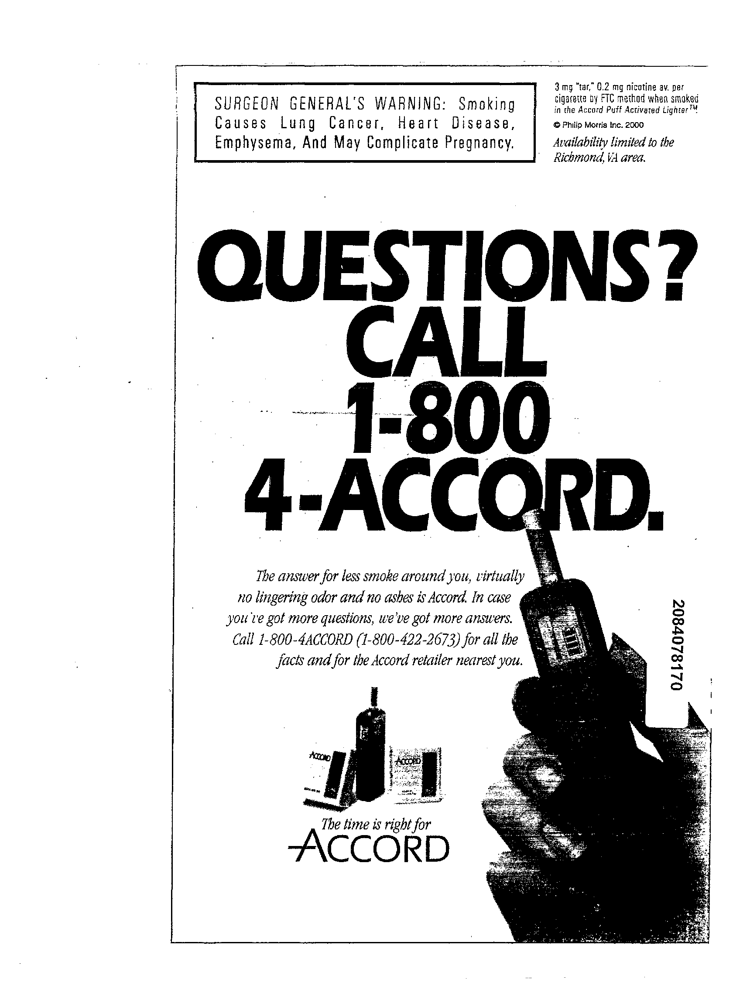 SURGEON GENERAL'S WARNING: Smoking
Causes Lung Cancer, Heart Disease,
Emphysema, And May Complicate Pregnancy.
3 mg "tar," 0.2 mg nicotine av. per
cigarette by FTC method when smoked
in the Accord Puff Activated Lighter™
© Philip Morris Inc. 2000
Availability limited to the
Richmond, VA area.
QUESTIONS?
CALL
1-800
4-ACCORD.
The answer for less smoke around you, virtually
no lingering odor and no ashes is Accord. In case
you've got more questions, we've got more answers.
Call 1-800-4ACCORD (1-800-422-2673) for all the
facts and for the Accord retailer nearest you.
2084078170
ACCORD
ACCORD
The time is right for
ACCORD